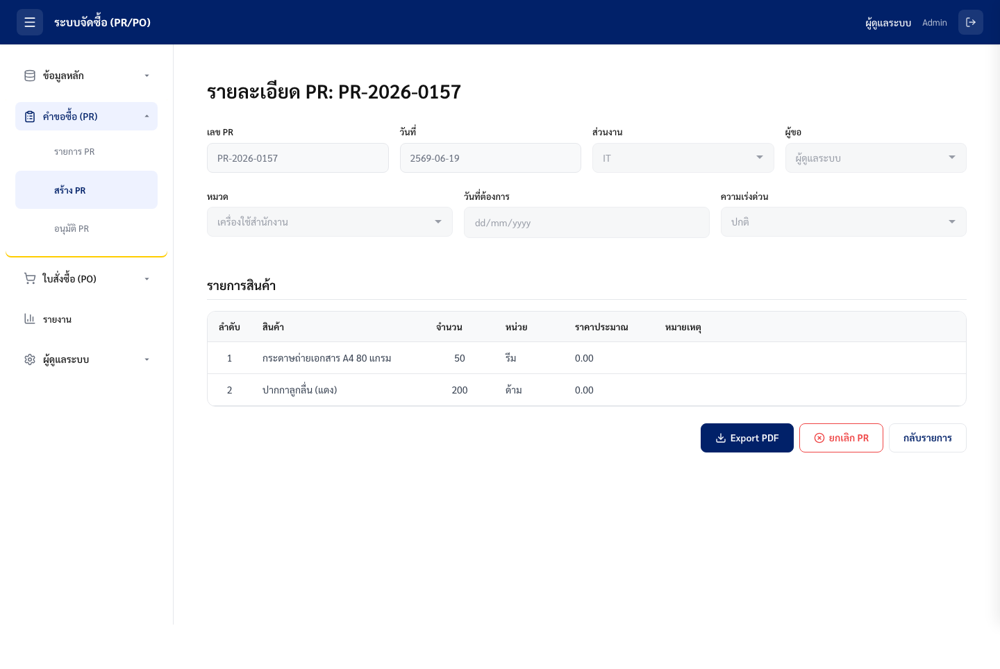 ระบบจัดซื้อ (PR/PO)
ผู้ดูแลระบบ Admin
ข้อมูลหลัก
คำขอซื้อ (PR)
รายการ PR
สร้าง PR
อนุมัติ PR
ใบสั่งซื้อ (PO)
รายงาน
ผู้ดูแลระบบ
รายละเอียด PR: PR-2026-0157
เลข PR วันที่ ส่วนงาน ผู้ขอ
PR-2026-0157 2569-06-19 IT ผู้ดูแลระบบ
หมวด วันที่ต้องการ ความเร่งด่วน
เครื่องใช้สำนักงาน dd/mm/yyyy ปกติ
รายการสินค้า
ลำดับ สินค้า จำนวน หน่วย ราคาประมาณ หมายเหตุ
1 กระดาษถ่ายเอกสาร A4 80 แกรม 50 รีม 0.00
2 ปากกาลูกลื่น (แดง) 200 ด้าม 0.00
Export PDF ยกเลิก PR กลับรายการ